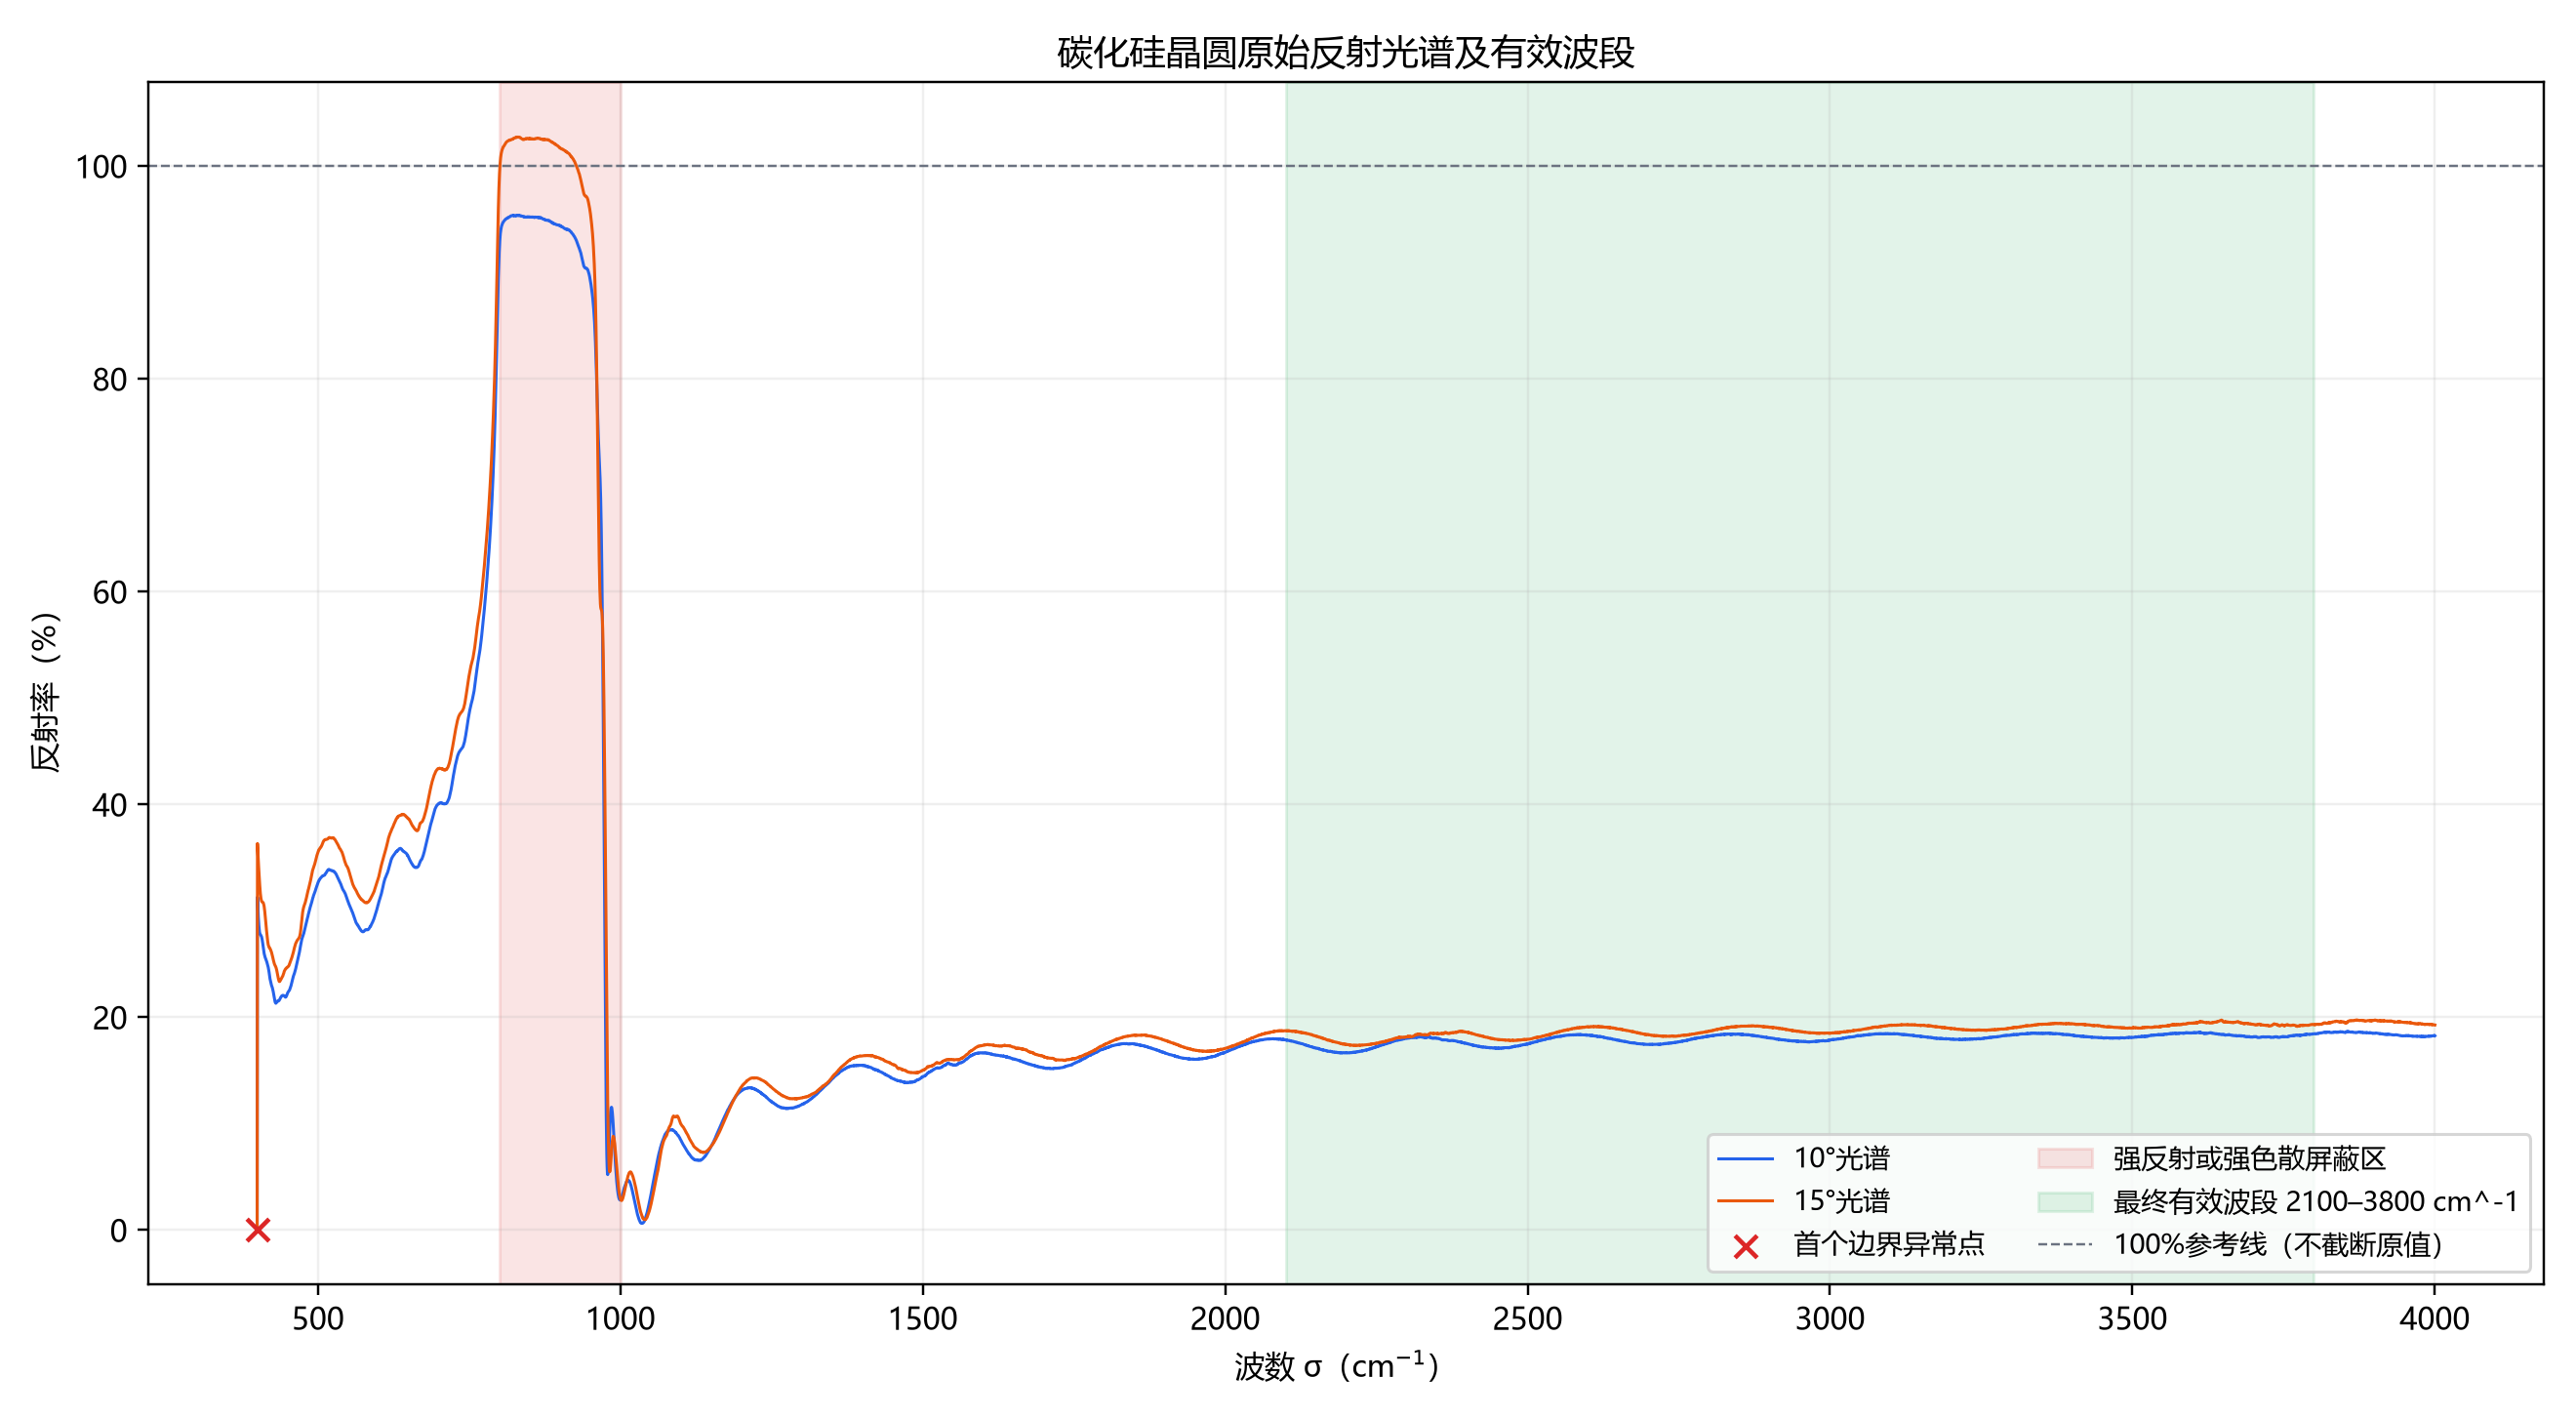 碳化硅晶圆原始反射光谱及有效波段
反射率（%）
100
80
60
40
20
0
500
1000
1500
2000
2500
3000
3500
4000
波数 σ（cm⁻¹）
10°光谱
15°光谱
首个边界异常点
强反射或强色散屏蔽区
最终有效波段 2100–3800 cm^-1
100%参考线（不截断原值）